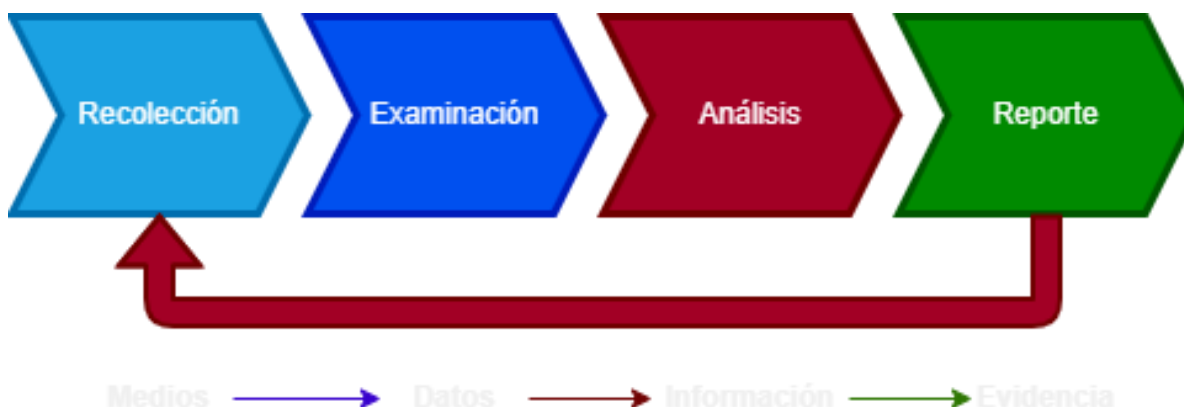 Recolección Examinación Análisis Reporte
Medios Datos Información Evidencia